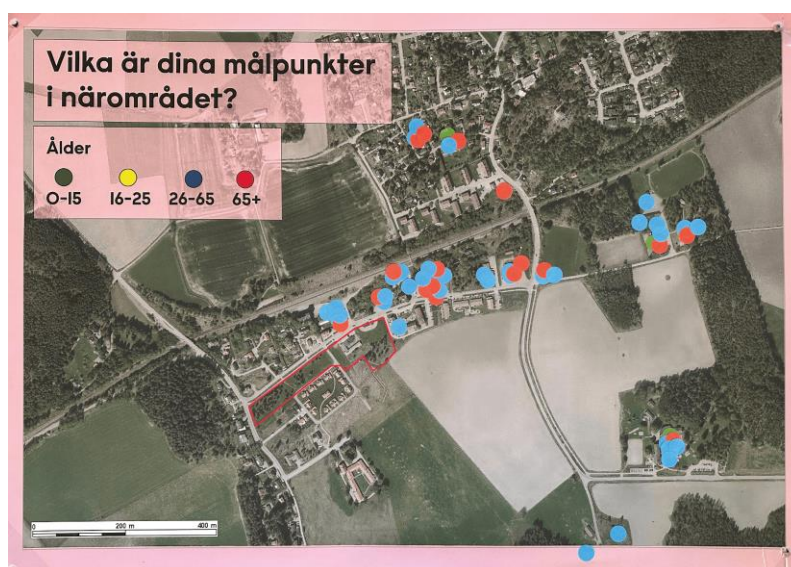 Vilka är dina målpunkter
i närområdet?
Ålder
0-15 16-25 26-65 65+
0 200 m 400 m